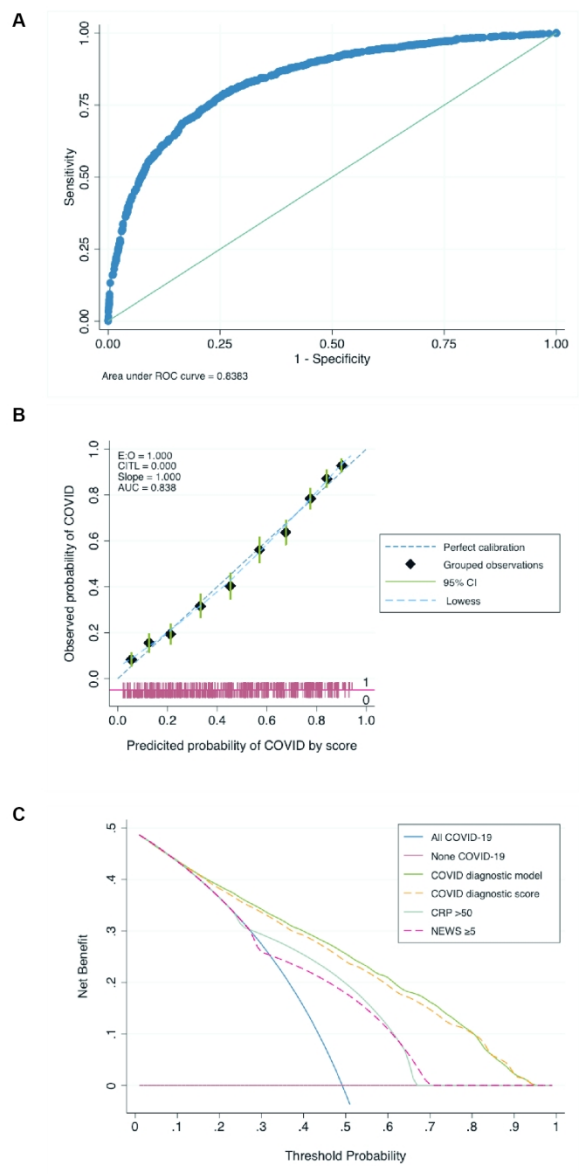 A
Sensitivity
1.00
0.75
0.50
0.25
0.00
0.00 0.25 0.50 0.75 1.00
1 - Specificity
Area under ROC curve = 0.8383
B
Observed probability of COVID
1.0
0.8
0.6
0.4
0.2
0.0
E:O = 1.000
CITL = 0.000
Slope = 1.000
AUC = 0.838
1
0
0.0 0.2 0.4 0.6 0.8 1.0
Predicited probability of COVID by score
Perfect calibration
Grouped observations
95% CI
Lowess
C
Net Benefit
.5
.4
.3
.2
.1
0
0 .1 .2 .3 .4 .5 .6 .7 .8 .9 1
Threshold Probability
All COVID-19
None COVID-19
COVID diagnostic model
COVID diagnostic score
CRP >50
NEWS ≥5